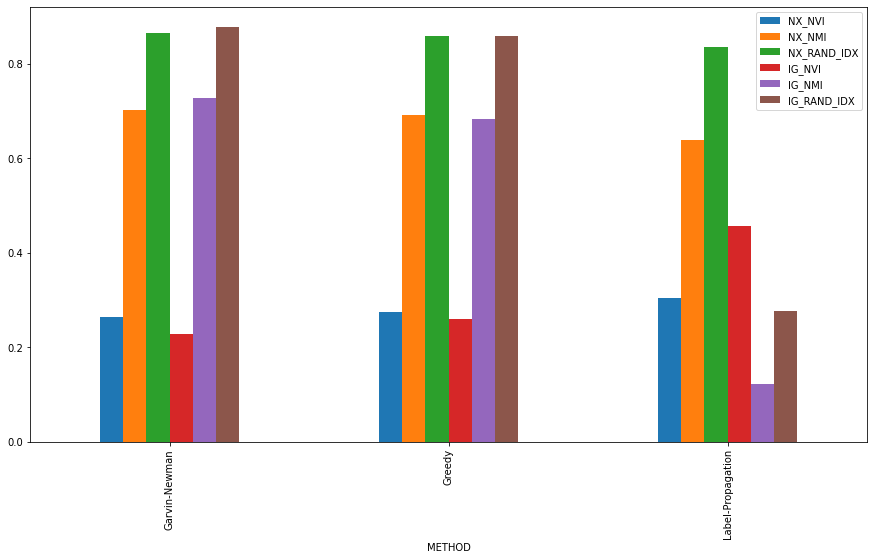 NX_NVI
NX_NMI
NX_RAND_IDX
IG_NVI
IG_NMI
IG_RAND_IDX
0.8
0.6
0.4
0.2
0.0
Garvin-Newman
Greedy
Label-Propagation
METHOD